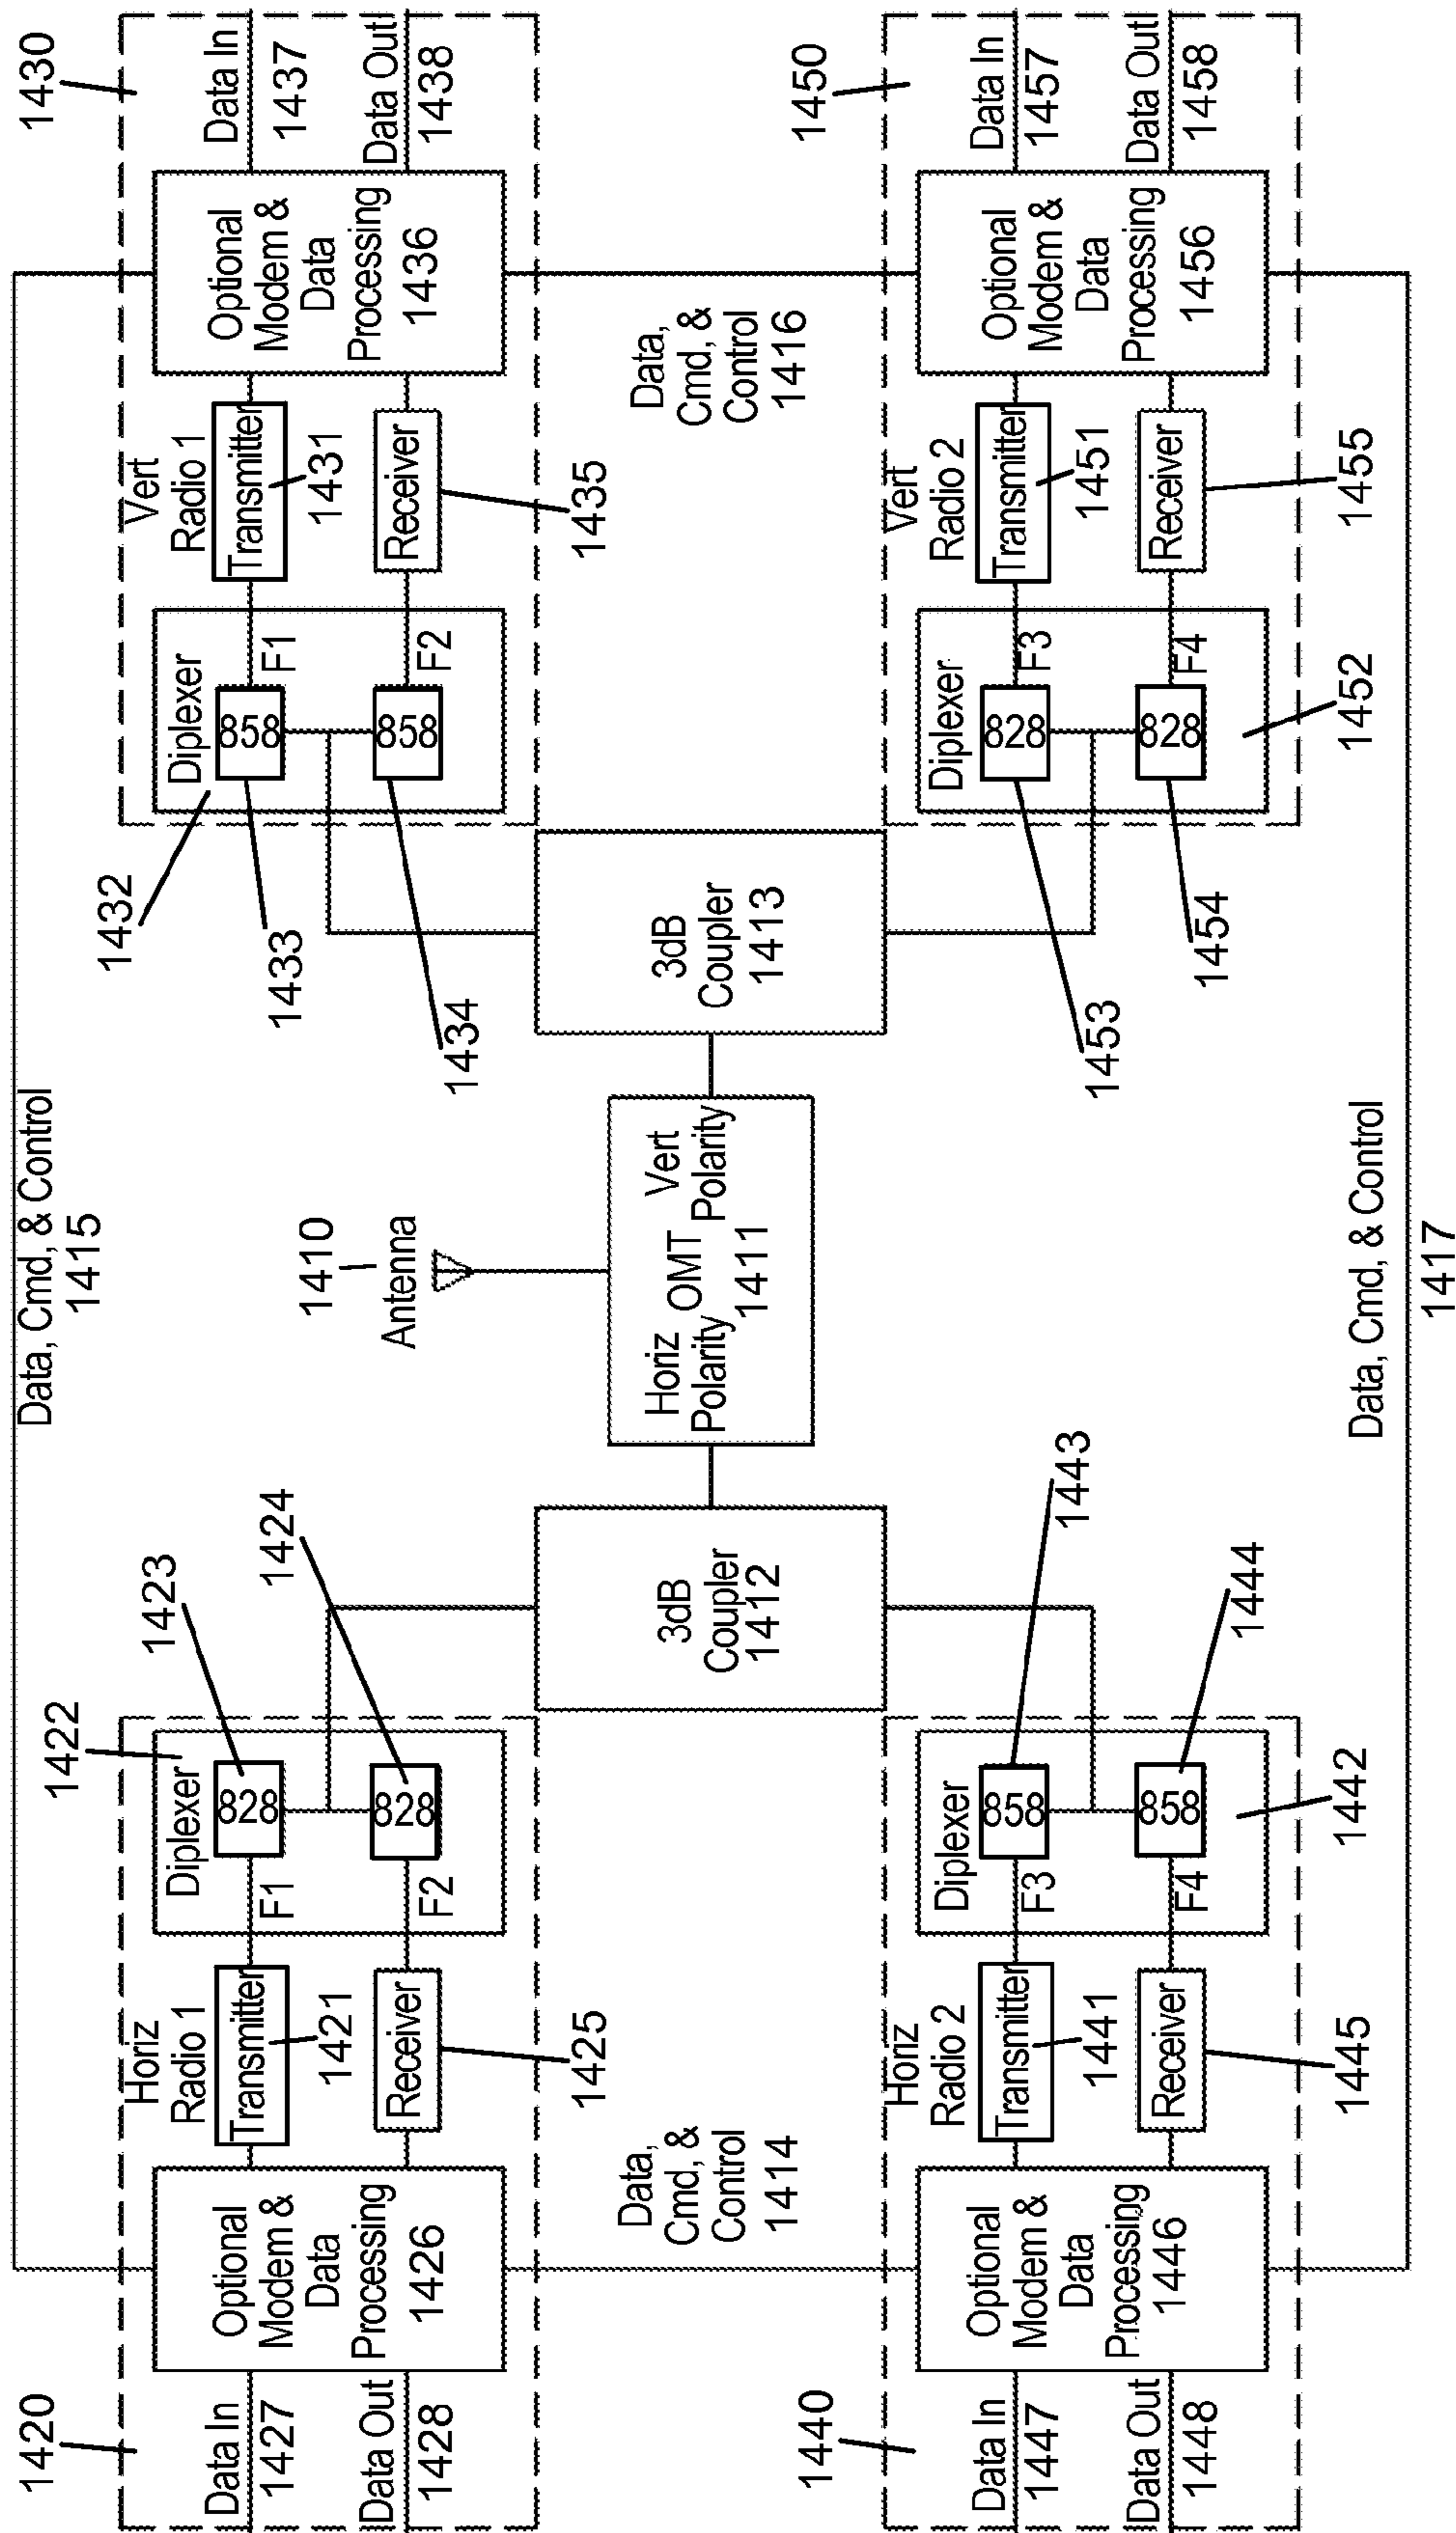 Data, Cmd, & Control
1415
1420
Data In
1427
Data Out
1428
Optional
Modem &
Data
Processing
1426
Horiz
Radio 1
Transmitter
1421
Receiver
1425
1422
Diplexer
F1
828
F2
828
1423
1424
1410
Antenna
1430
Vert
Radio 1
Diplexer
858
F1
858
F2
1432
1433
1434
Transmitter
1431
Receiver
1435
Optional
Modem &
Data
Processing
1436
Data In
1437
Data Out
1438
Data,
Cmd, &
Control
1414
3dB
Coupler
1412
Horiz
Polarity
OMT
1411
Vert
Polarity
3dB
Coupler
1413
Data,
Cmd, &
Control
1416
1440
Data In
1447
Data Out
1448
Optional
Modem &
Data
Processing
1446
Horiz
Radio 2
Transmitter
1441
Receiver
1445
Diplexer
F3
858
F4
858
1442
1443
1444
1450
Vert
Radio 2
Diplexer
828
F3
828
F4
1452
1453
1454
Transmitter
1451
Receiver
1455
Optional
Modem &
Data
Processing
1456
Data In
1457
Data Out
1458
Data, Cmd, & Control
1417